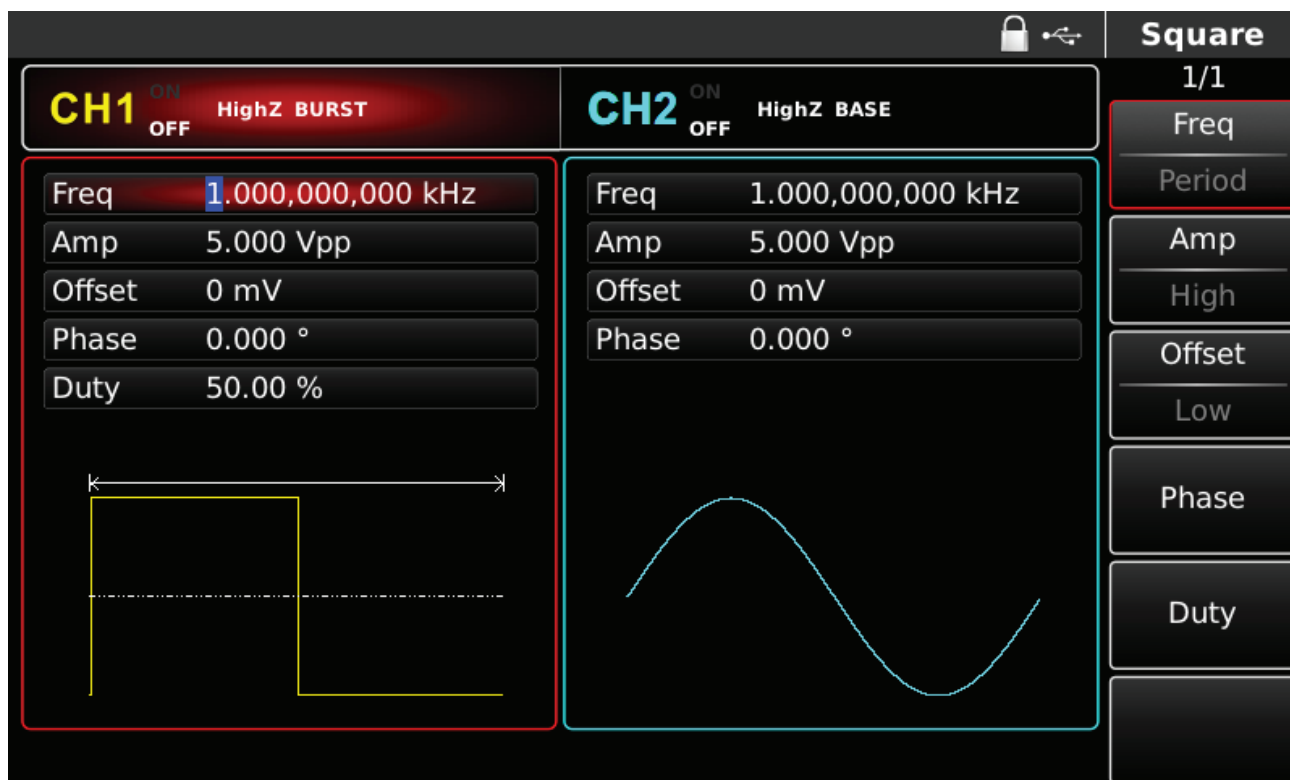 Square
1/1
CH1 ON OFF HighZ BURST
CH2 ON OFF HighZ BASE
Freq 1.000,000,000 kHz
Amp 5.000 Vpp
Offset 0 mV
Phase 0.000 °
Duty 50.00 %
Freq 1.000,000,000 kHz
Amp 5.000 Vpp
Offset 0 mV
Phase 0.000 °
Freq
Period
Amp
High
Offset
Low
Phase
Duty